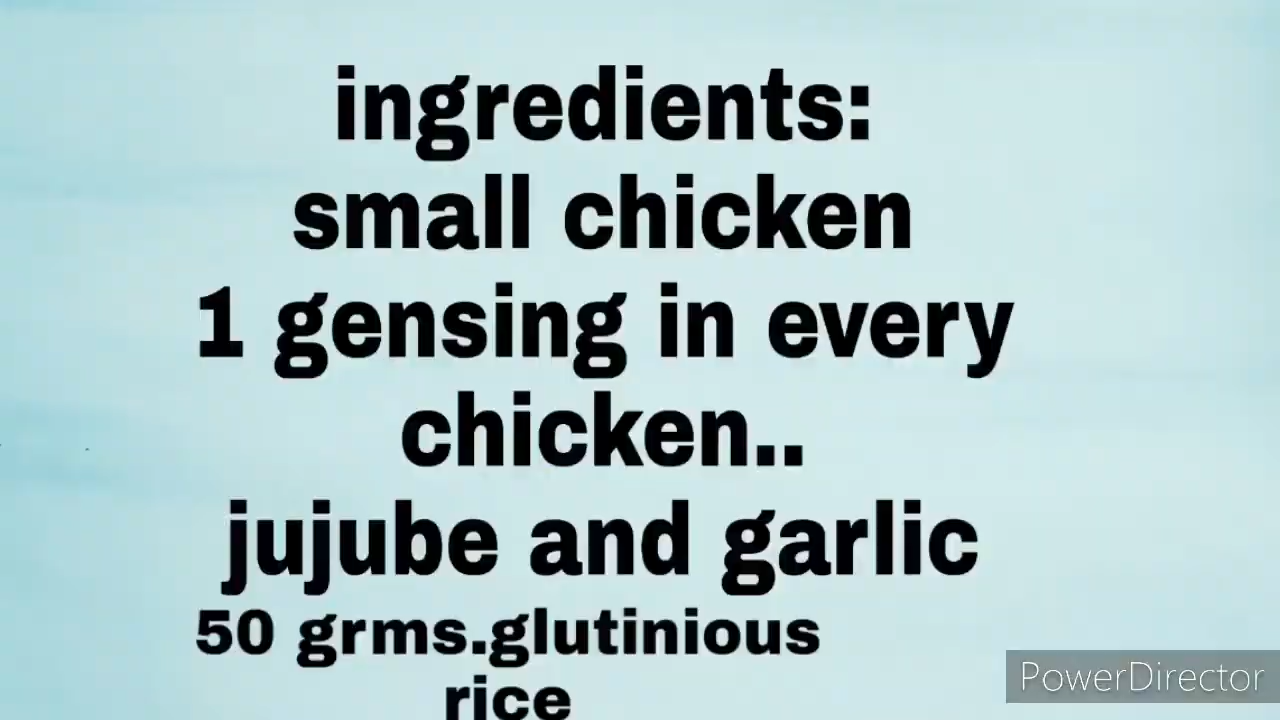 ingredients:
small chicken
1 gensing in every
chicken..
jujube and garlic
50 grms.glutinious
rice
PowerDirector